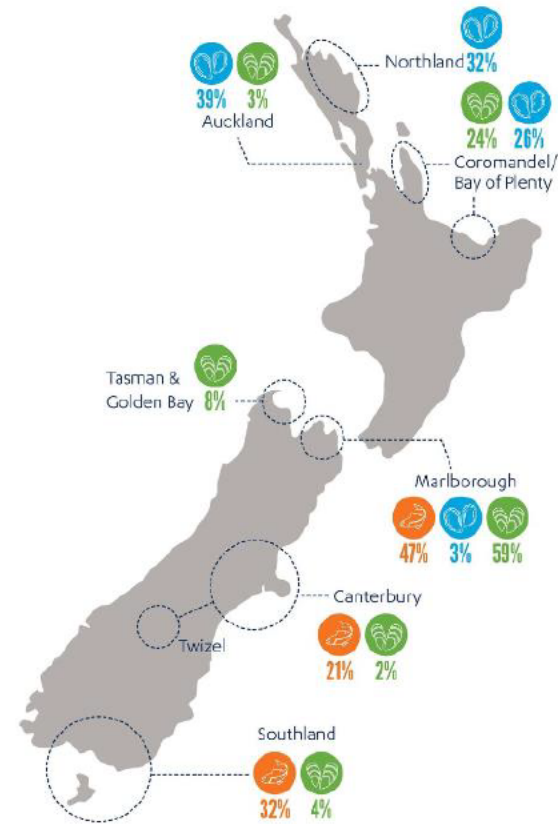 Northland 32%
39% 3%
Auckland
24% 26%
Coromandel/
Bay of Plenty
Tasman &
Golden Bay 8%
Marlborough
47% 3% 59%
Canterbury
Twizel
21% 2%
Southland
32% 4%